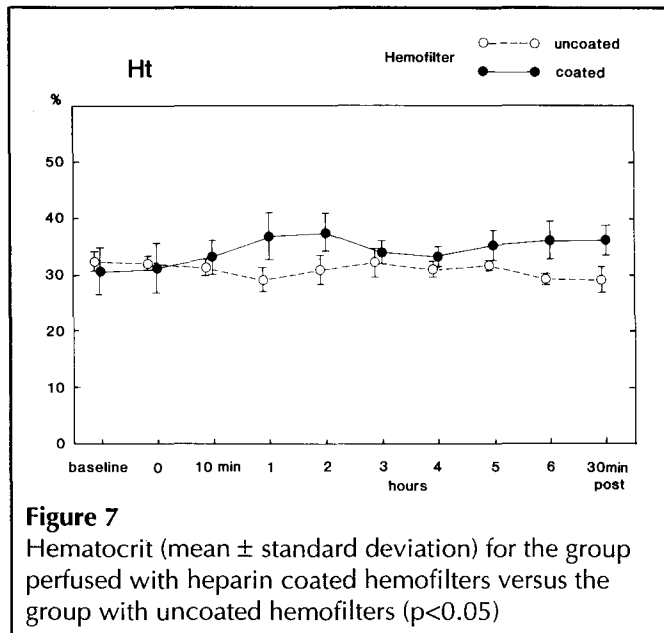 Ht
Hemofilter
uncoated
coated
%
50
40
30
20
10
0
baseline 0 10 min 1 2 3 4 5 6 30min
hours post
Figure 7
Hematocrit (mean ± standard deviation) for the group
perfused with heparin coated hemofilters versus the
group with uncoated hemofilters (p<0.05)